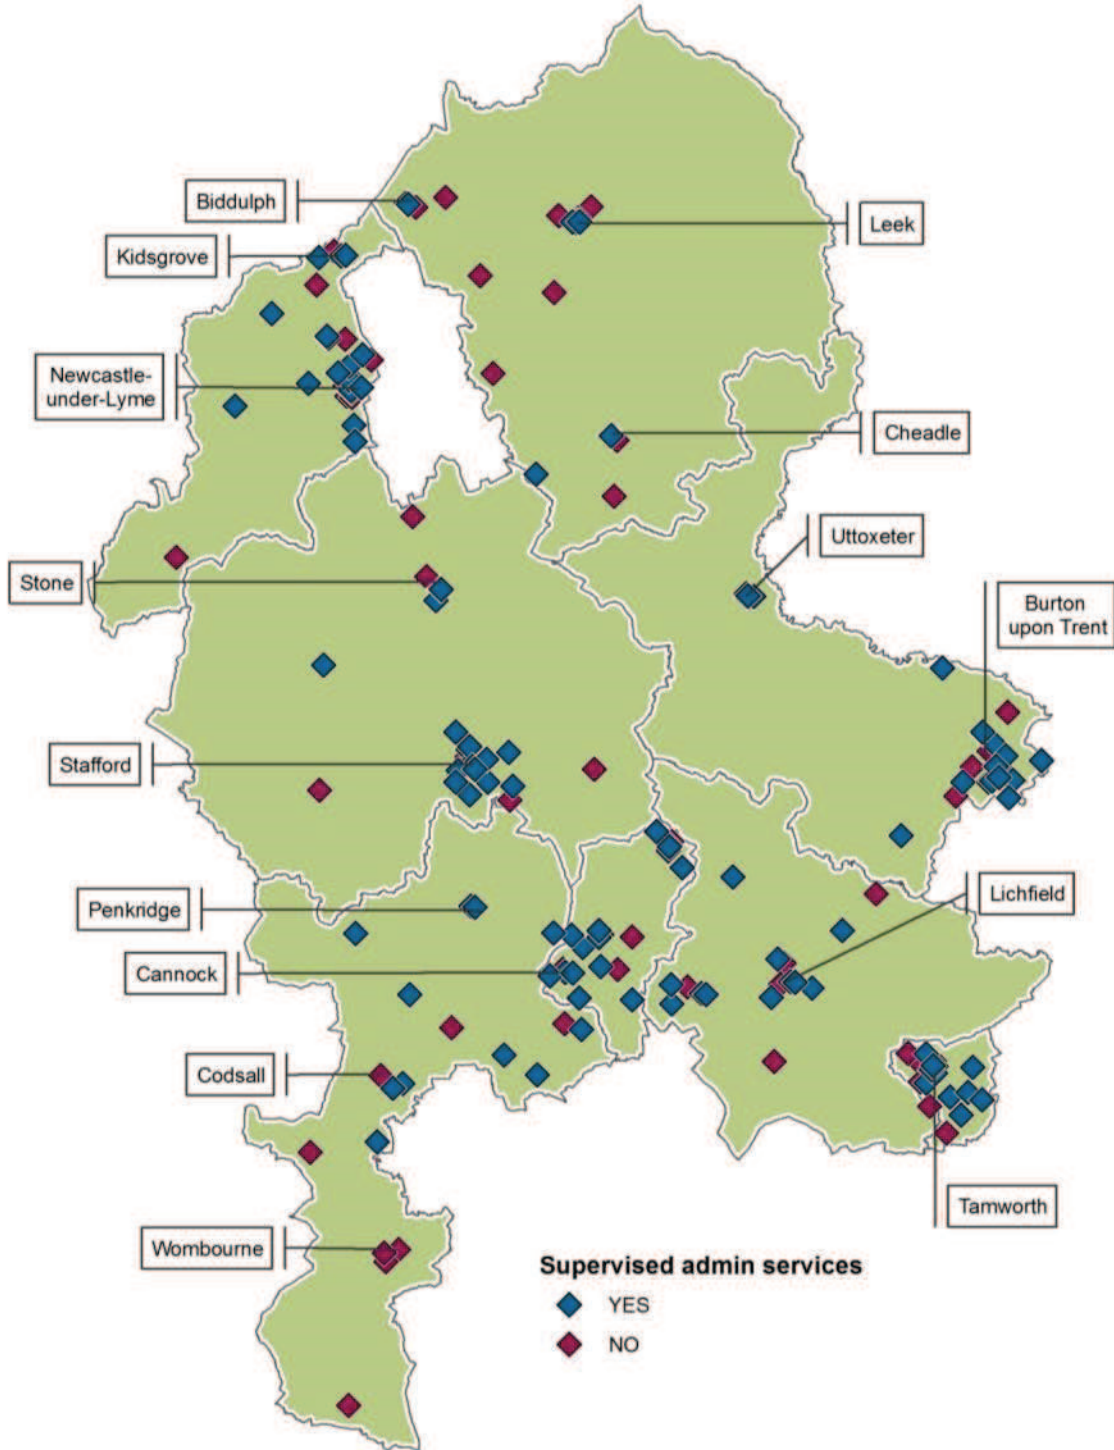 Biddulph
Leek
Kidsgrove
Newcastle-
under-Lyme
Cheadle
Uttoxeter
Stone
Burton
upon Trent
Stafford
Penkridge
Lichfield
Cannock
Codsall
Tamworth
Wombourne
Supervised admin services
YES
NO